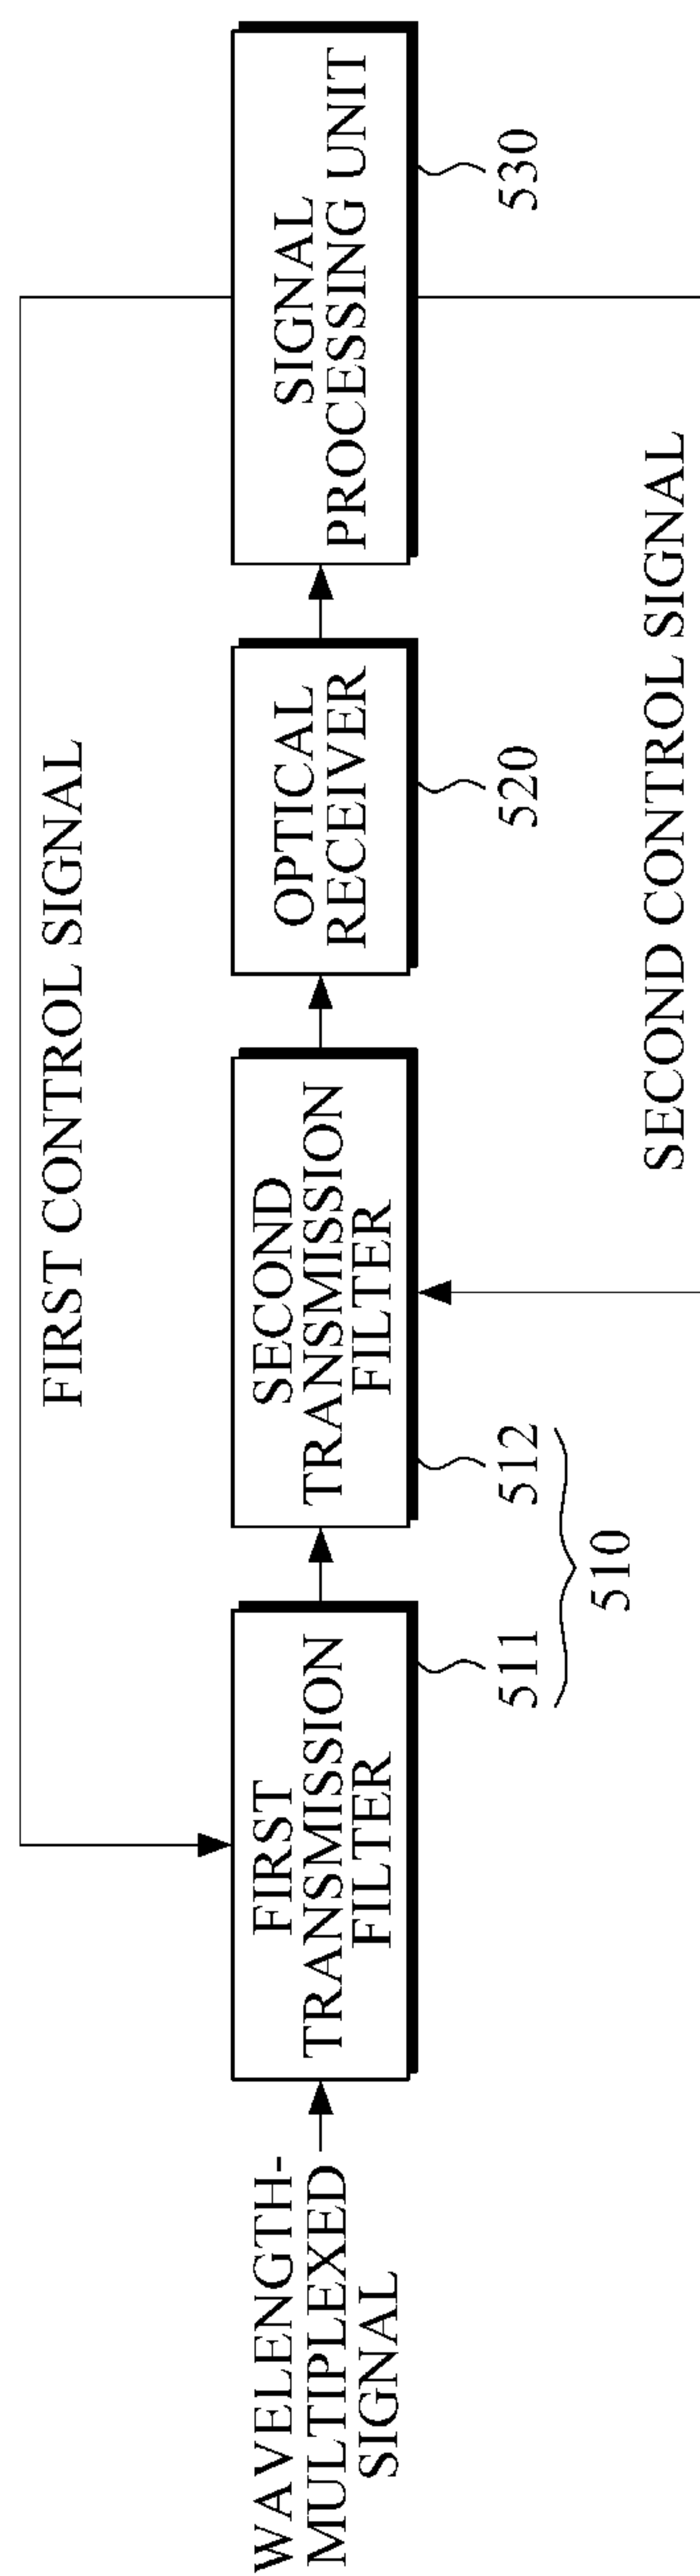 FIRST CONTROL SIGNAL
WAVELENGTH-
MULTIPLEXED
SIGNAL
FIRST
TRANSMISSION
FILTER
SECOND
TRANSMISSION
FILTER
OPTICAL
RECEIVER
SIGNAL
PROCESSING UNIT
511
512
520
530
510
SECOND CONTROL SIGNAL